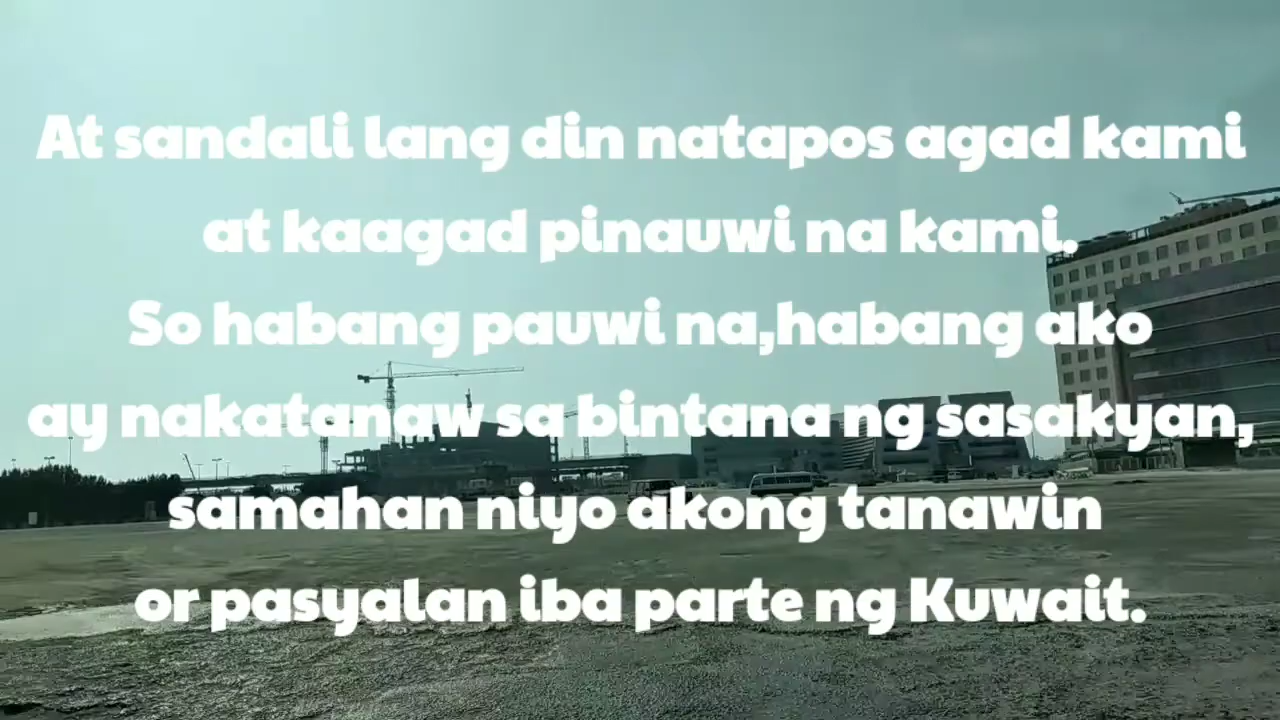 At sandali lang din natapos agad kami
at kaagad pinauwi na kami.
So habang pauwi na,habang ako
ay nakatanaw sa bintana ng sasakyan,
samahan niyo akong tanawin
or pasyalan iba parte ng Kuwait.